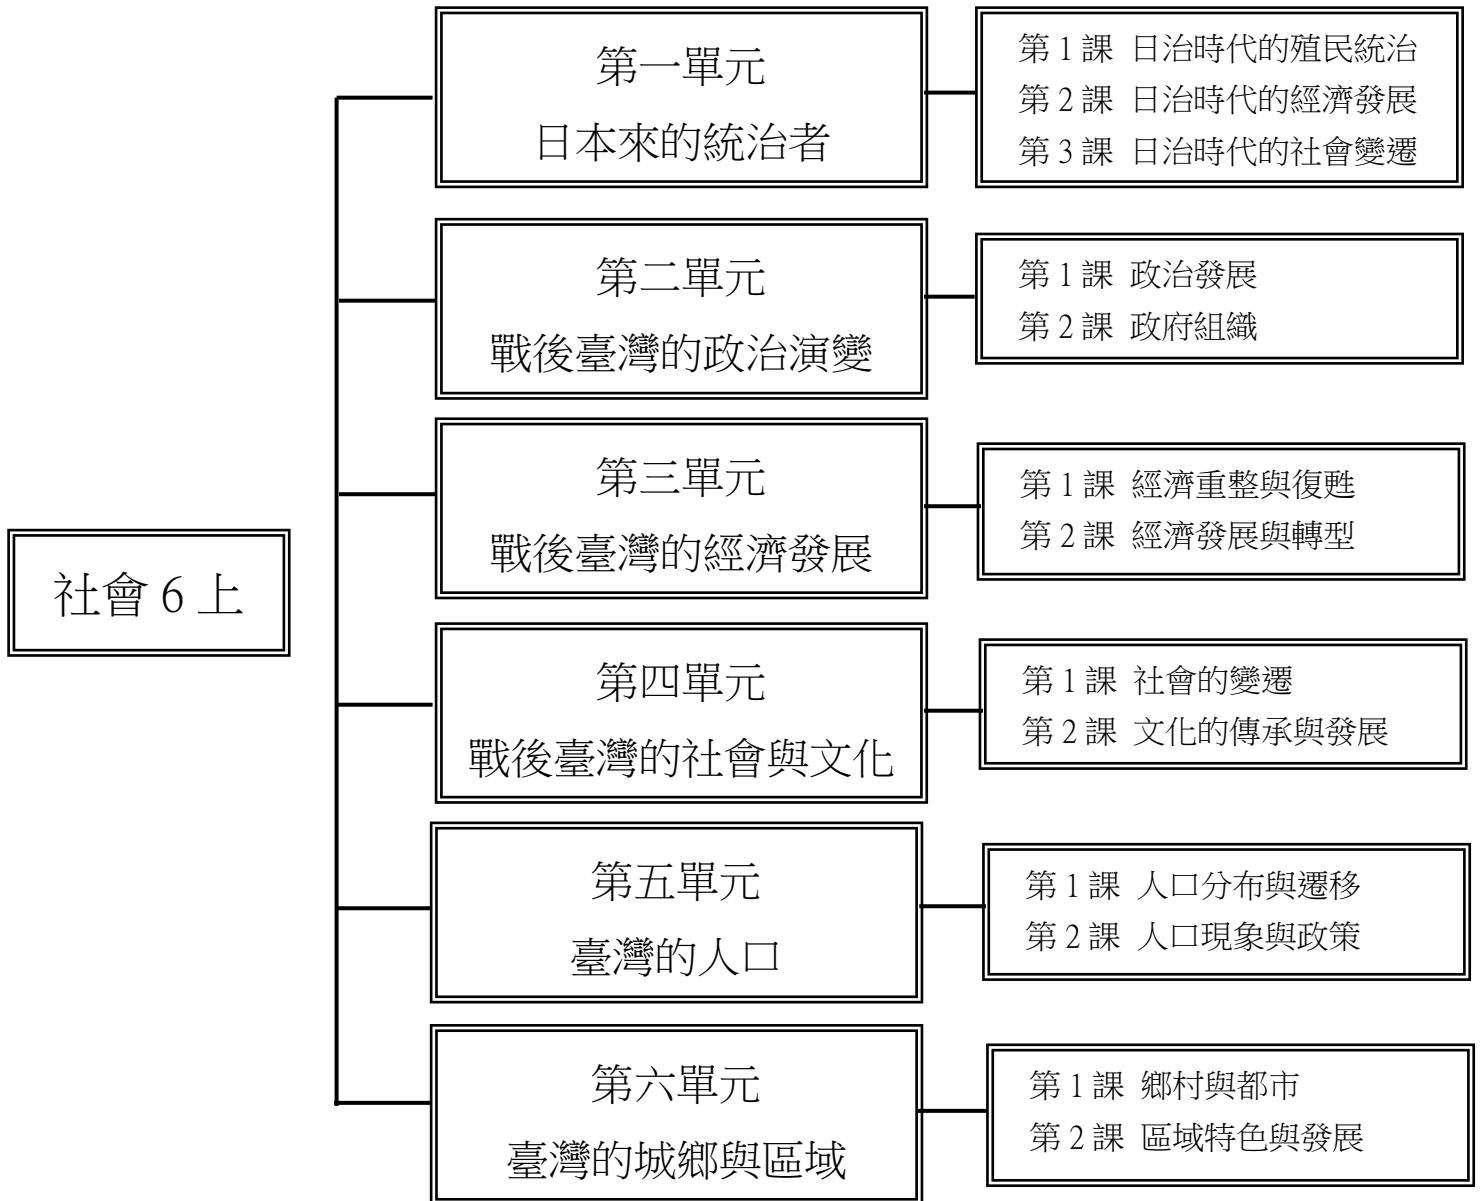 社會 6 上
第一單元
日本來的統治者
第 1 課 日治時代的殖民統治
第 2 課 日治時代的經濟發展
第 3 課 日治時代的社會變遷
第二單元
戰後臺灣的政治演變
第 1 課 政治發展
第 2 課 政府組織
第三單元
戰後臺灣的經濟發展
第 1 課 經濟重整與復甦
第 2 課 經濟發展與轉型
第四單元
戰後臺灣的社會與文化
第 1 課 社會的變遷
第 2 課 文化的傳承與發展
第五單元
臺灣的人口
第 1 課 人口分布與遷移
第 2 課 人口現象與政策
第六單元
臺灣的城鄉與區域
第 1 課 鄉村與都市
第 2 課 區域特色與發展